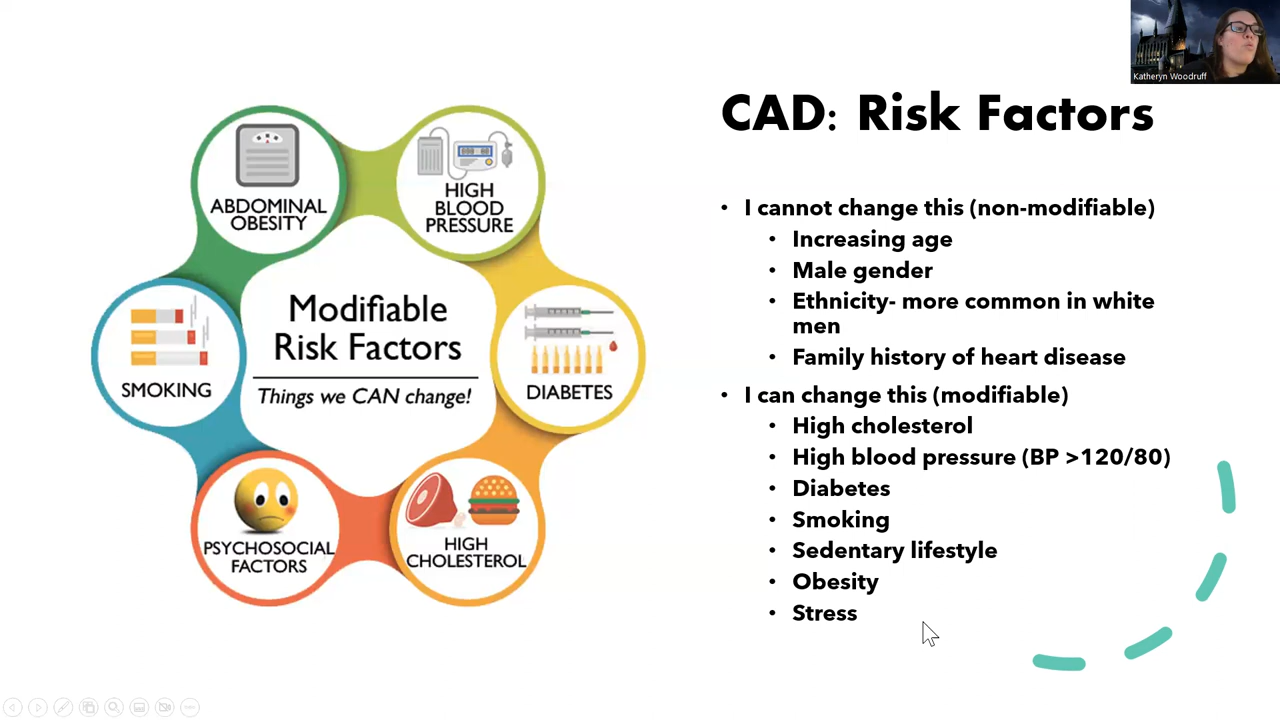 Katheryn Woodruff
CAD: Risk Factors
ABDOMINAL
OBESITY
HIGH
BLOOD
PRESSURE
Modifiable
Risk Factors
Things we CAN change!
SMOKING
DIABETES
PSYCHOSOCIAL
FACTORS
HIGH
CHOLESTEROL
• I cannot change this (non-modifiable)
• Increasing age
• Male gender
• Ethnicity- more common in white
men
• Family history of heart disease
• I can change this (modifiable)
• High cholesterol
• High blood pressure (BP >120/80)
• Diabetes
• Smoking
• Sedentary lifestyle
• Obesity
• Stress